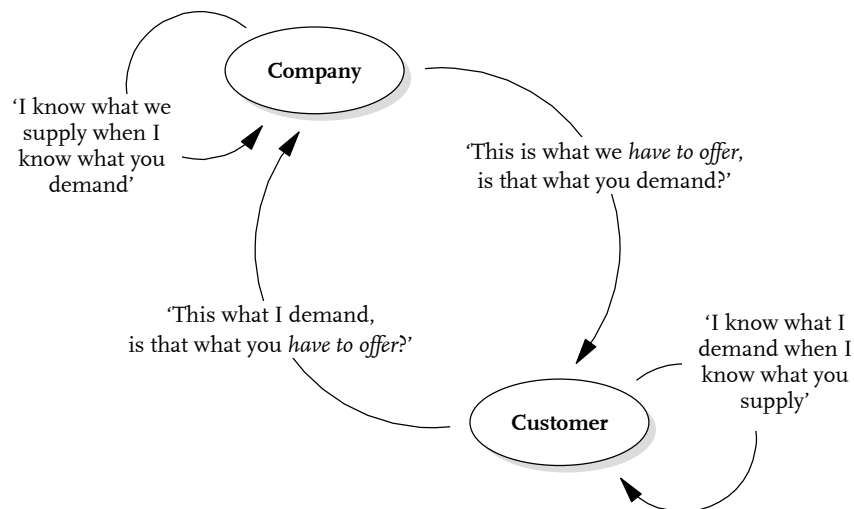 Company
‘I know what we
supply when I
know what you
demand’
‘This is what we have to offer,
is that what you demand?’
‘This what I demand,
is that what you have to offer?’
‘I know what I
demand when I
know what you
supply’
Customer